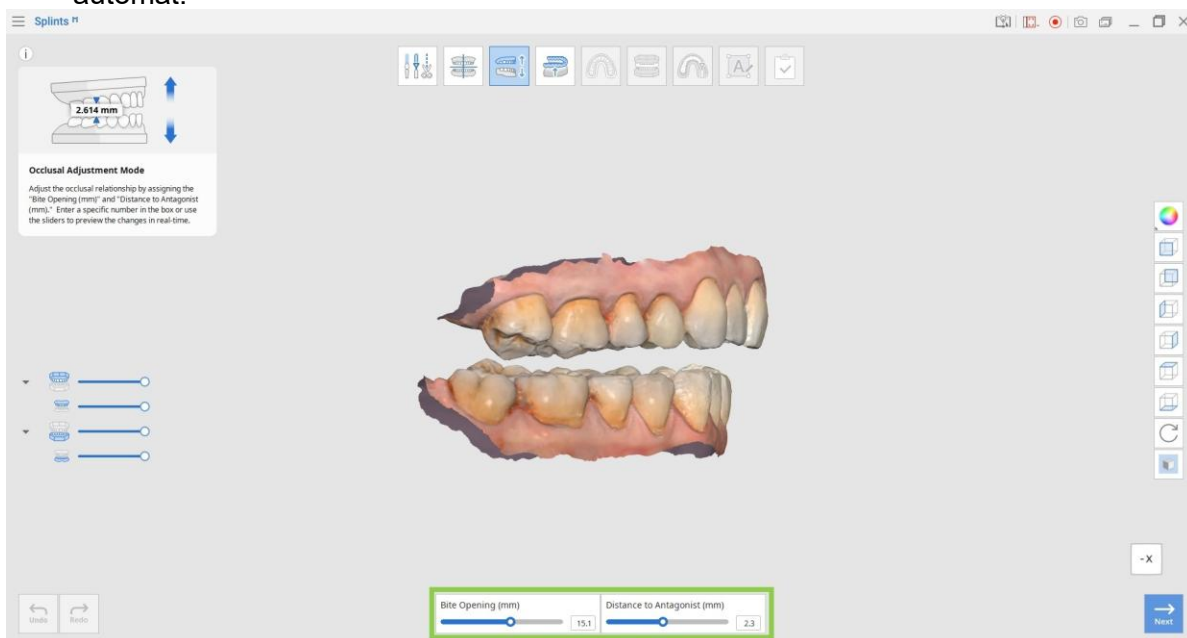 automat.
Splints M
i
2.614 mm
Occlusal Adjustment Mode
Adjust the occlusal relationship by assigning the
"Bite Opening (mm)" and "Distance to Antagonist
(mm)." Enter a specific number in the box or use
the sliders to preview the changes in real-time.
A
-X
Undo Redo
Bite Opening (mm) Distance to Antagonist (mm)
15.1 2.3
Next